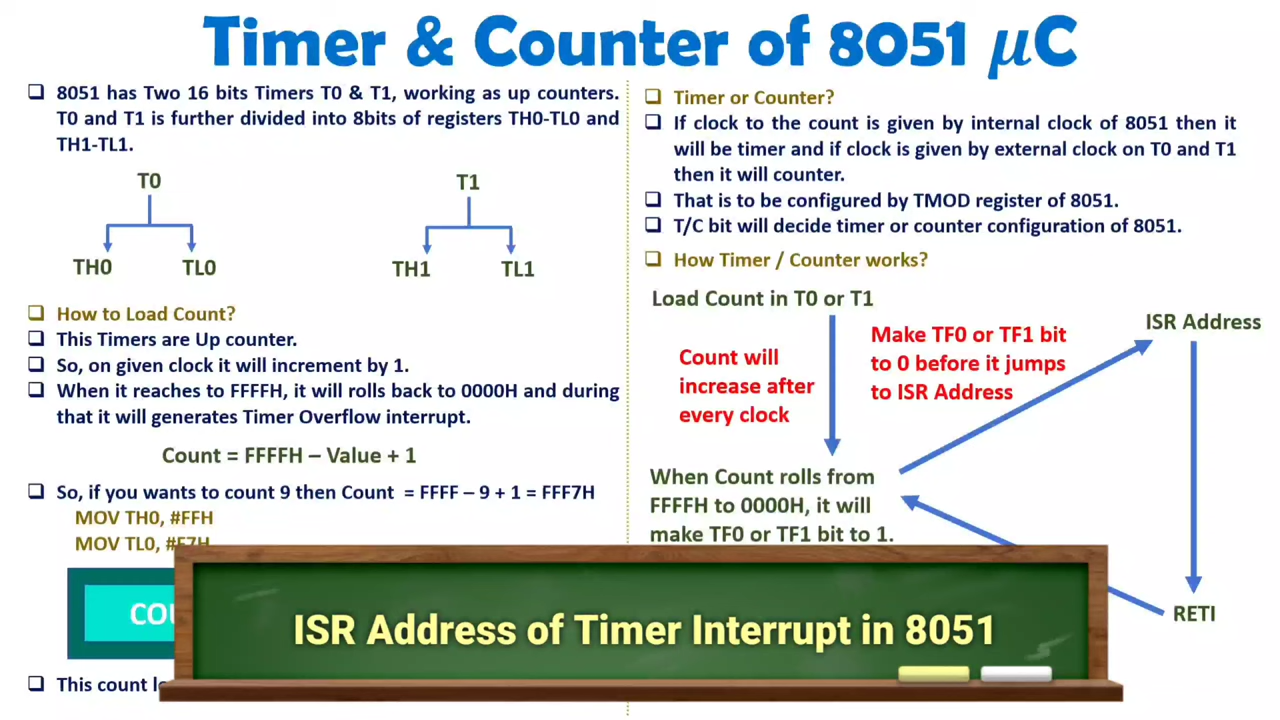 Timer & Counter of 8051 μC
❑ 8051 has Two 16 bits Timers T0 & T1, working as up counters.
T0 and T1 is further divided into 8bits of registers TH0-TL0 and
TH1-TL1.
T0
T1
TH0
TL0
TH1
TL1
❑ How to Load Count?
❑ This Timers are Up counter.
❑ So, on given clock it will increment by 1.
❑ When it reaches to FFFFH, it will rolls back to 0000H and during
that it will generates Timer Overflow interrupt.
Count = FFFFH – Value + 1
❑ So, if you wants to count 9 then Count = FFFF – 9 + 1 = FFF7H
MOV TH0, #FFH
MOV TL0, #F7H
❑ This count
❑ Timer or Counter?
❑ If clock to the count is given by internal clock of 8051 then it
will be timer and if clock is given by external clock on T0 and T1
then it will counter.
❑ That is to be configured by TMOD register of 8051.
❑ T/C bit will decide timer or counter configuration of 8051.
❑ How Timer / Counter works?
Load Count in T0 or T1
Count will
increase after
every clock
Make TF0 or TF1 bit
to 0 before it jumps
to ISR Address
ISR Address
When Count rolls from
FFFFH to 0000H, it will
make TF0 or TF1 bit to 1.
RETI
ISR Address of Timer Interrupt in 8051